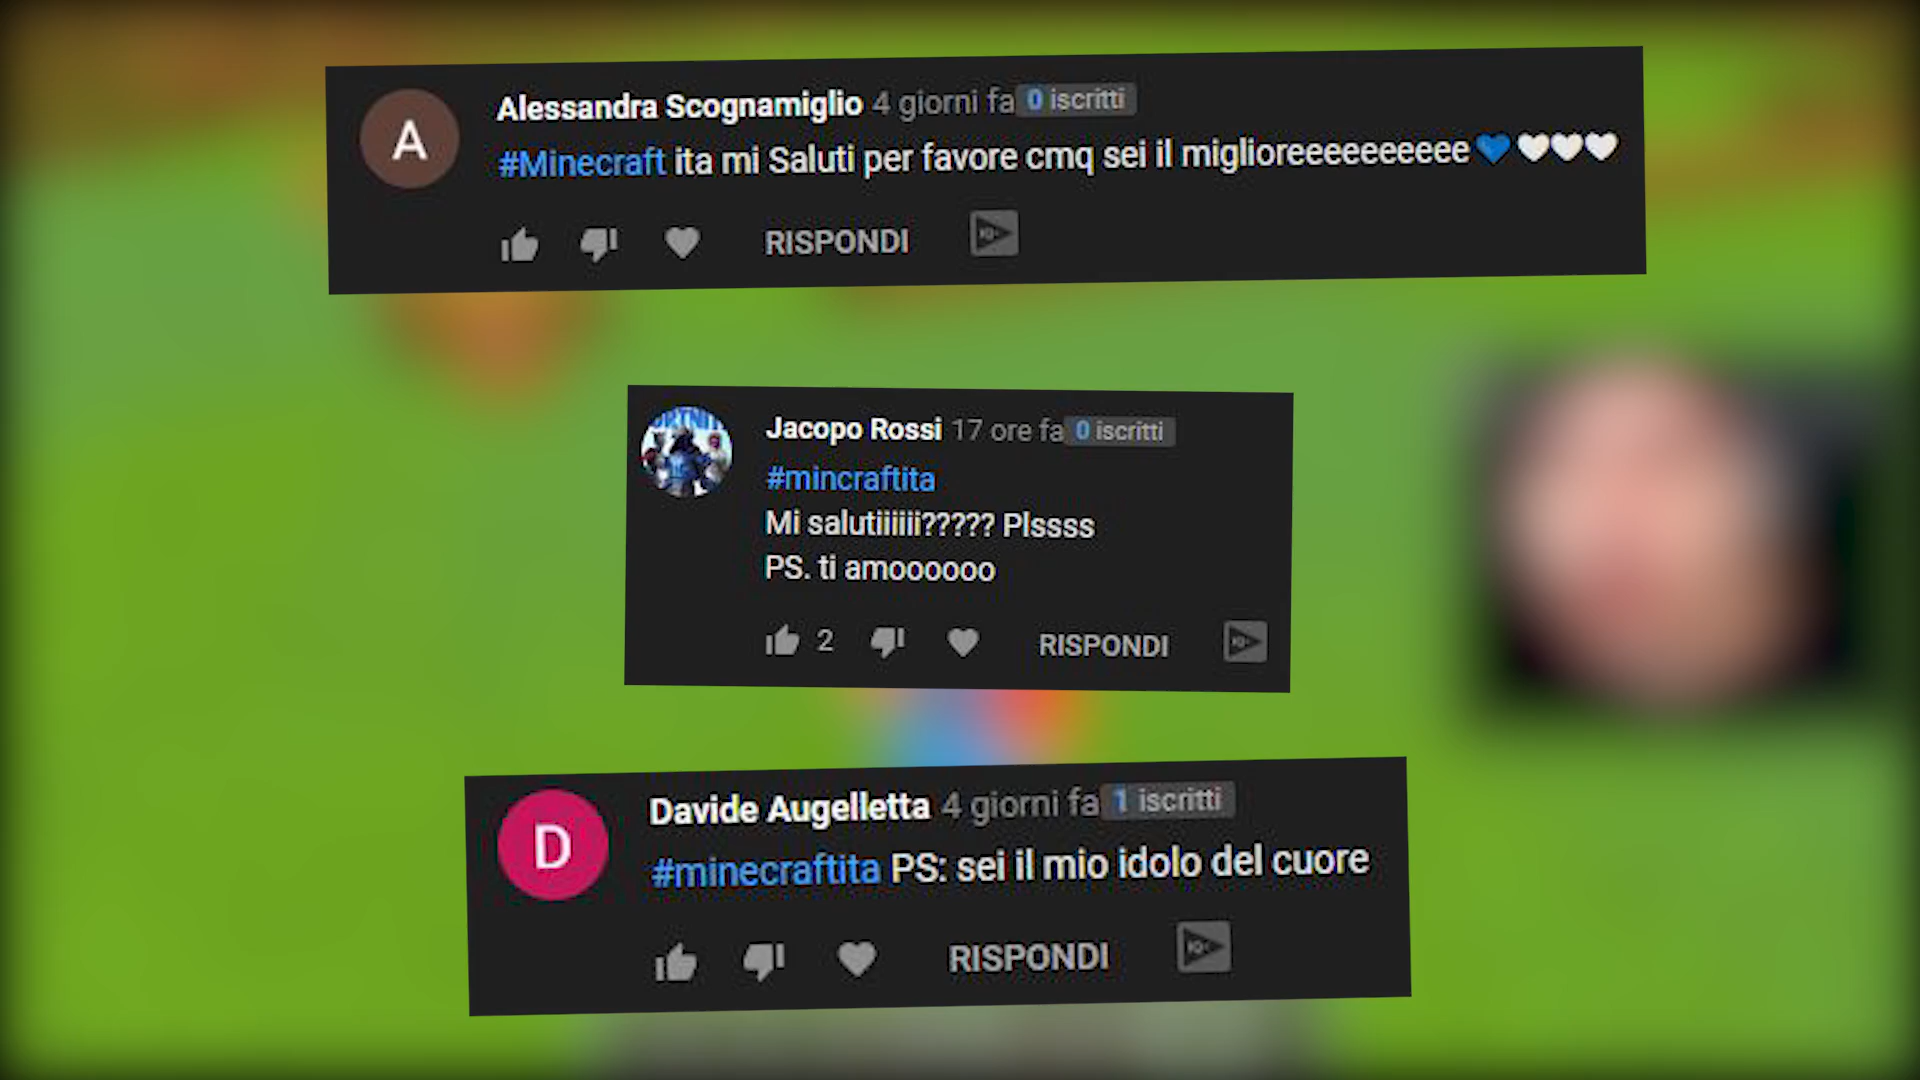 A
Alessandra Scognamiglio 4 giorni fa 0 iscritti
#Minecraft ita mi Saluti per favore cmq sei il miglioreeeeeeeeee💙🤍🤍🤍
RISPONDI
Jacopo Rossi 17 ore fa 0 iscritti
#mincraftita
Mi salutiiiiii????? Plssss
PS. ti amoooooo
2 RISPONDI
D
Davide Augelletta 4 giorni fa 1 iscritti
#minecraftita PS: sei il mio idolo del cuore
RISPONDI